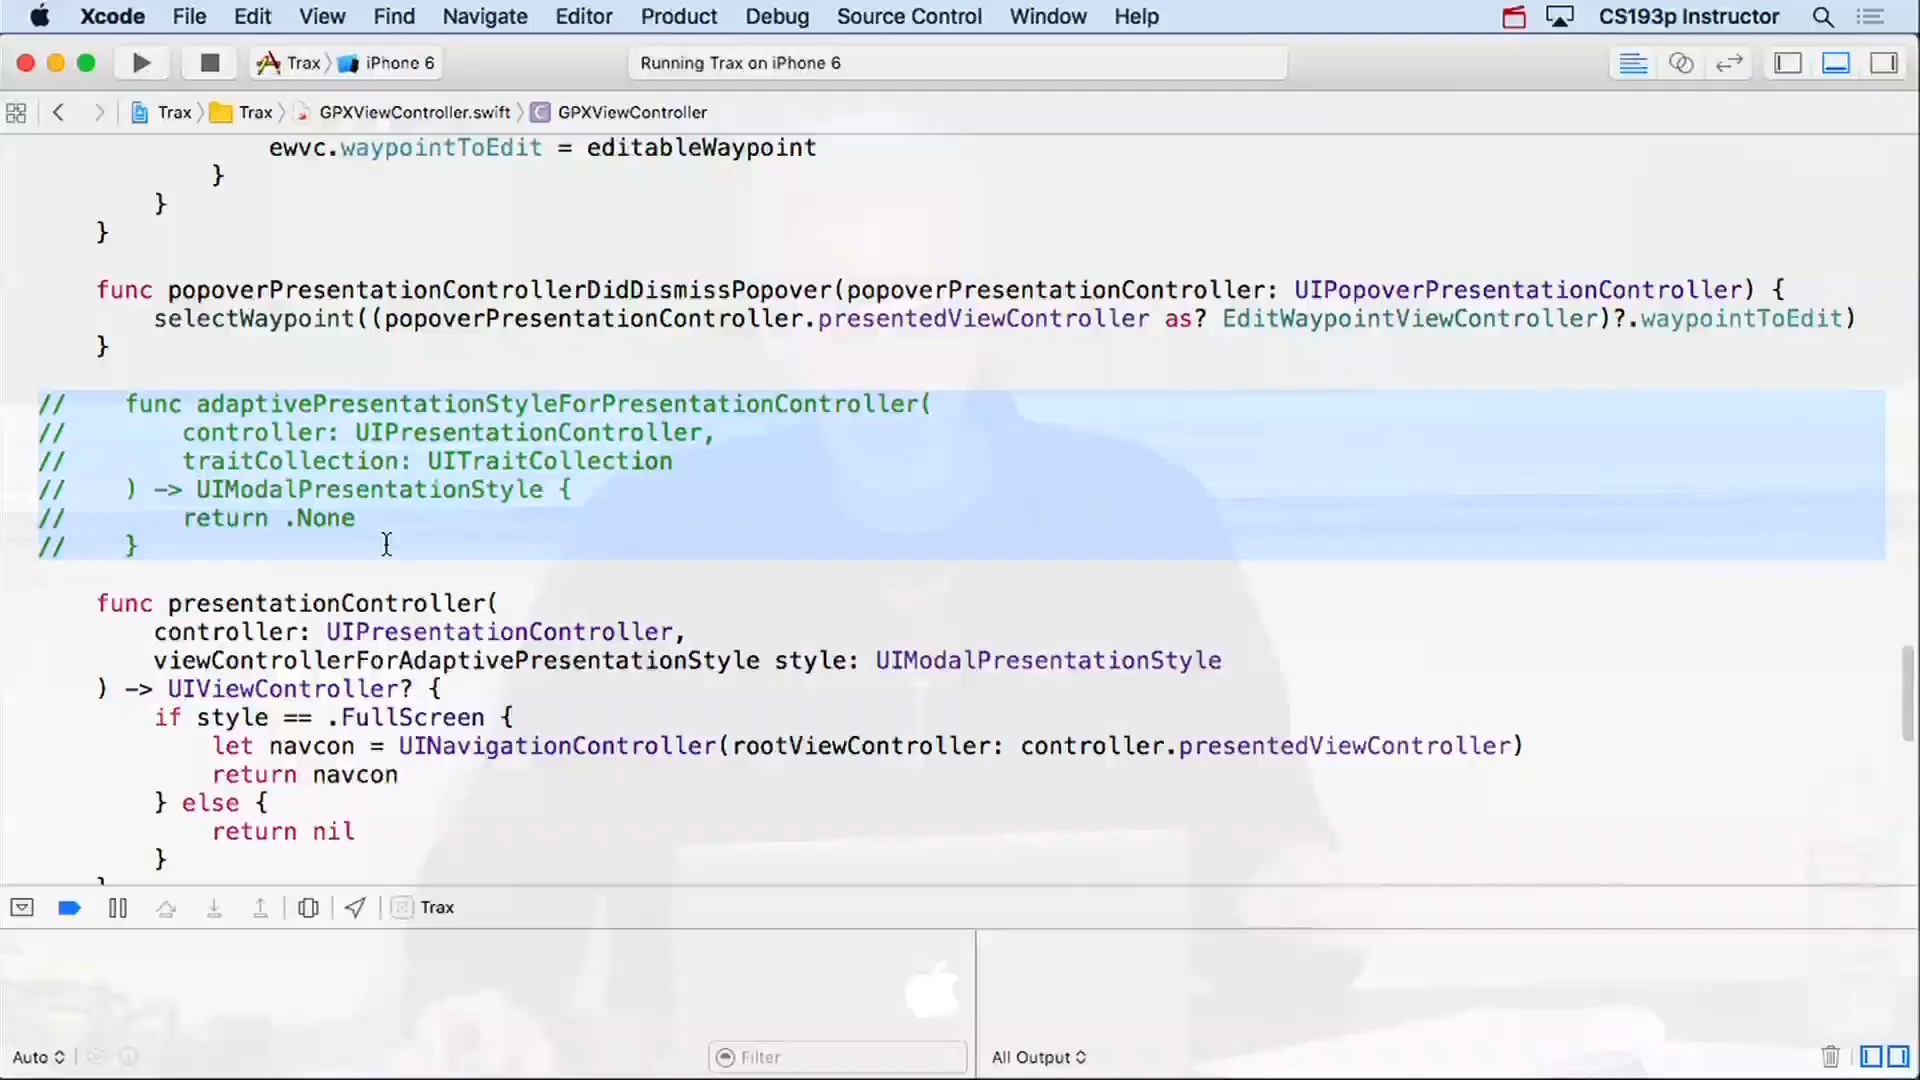 Xcode File Edit View Find Navigate Editor Product Debug Source Control Window Help CS193p Instructor
Trax iPhone 6 Running Trax on iPhone 6
Trax Trax GPXViewController.swift C GPXViewController
ewvc.waypointToEdit = editableWaypoint
}
}
}
func popoverPresentationControllerDidDismissPopover(popoverPresentationController: UIPopoverPresentationController) {
selectWaypoint((popoverPresentationController.presentedViewController as? EditWaypointViewController)?.waypointToEdit)
}
// func adaptivePresentationStyleForPresentationController(
// controller: UIPresentationController,
// traitCollection: UITraitCollection
// ) -> UIModalPresentationStyle {
// return .None
// }
func presentationController(
controller: UIPresentationController,
viewControllerForAdaptivePresentationStyle style: UIModalPresentationStyle
) -> UIViewController? {
if style == .FullScreen {
let navcon = UINavigationController(rootViewController: controller.presentedViewController)
return navcon
} else {
return nil
}
}
Trax
Auto Filter All Output